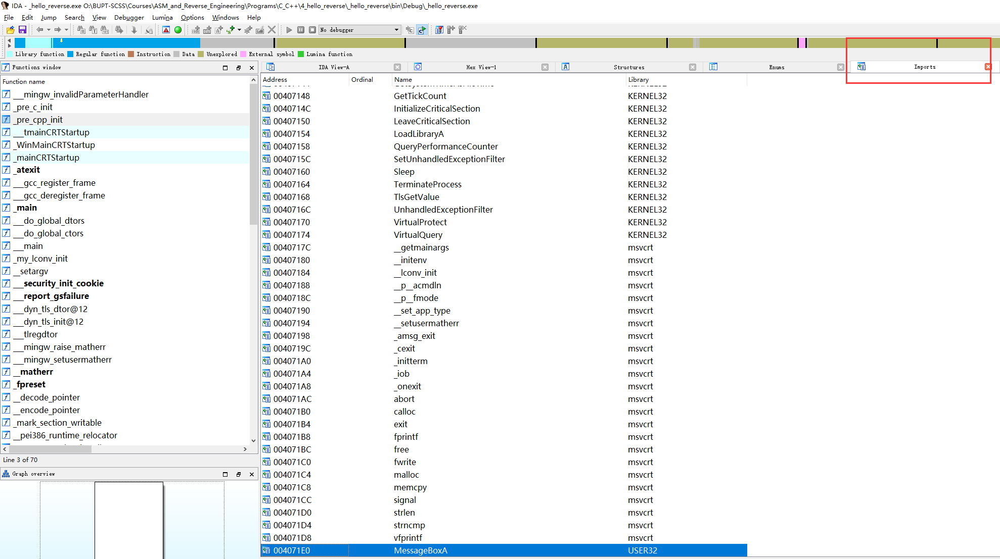 IDA - _hello_reverse.exe O:\BUPT-SCSS\Courses\ASM_and_Reverse_Engineering\Programs\C_C++\4_hello_reverse\_hello_reverse\bin\Debug\_hello_reverse.exe
File Edit Jump Search View Debugger Lumina Options Windows Help
No debugger
Library function Regular function Instruction Data Unexplored External symbol Lumina function
Functions window
IDA View-A Hex View-1 Structures Enums Imports
Function name
___mingw_invalidParameterHandler
_pre_c_init
_pre_cpp_init
___tmainCRTStartup
_WinMainCRTStartup
_mainCRTStartup
_atexit
___gcc_register_frame
___gcc_deregister_frame
_main
___do_global_dtors
___do_global_ctors
___main
_my_lconv_init
__setargv
___security_init_cookie
___report_gsfailure
___dyn_tls_dtor@12
___dyn_tls_init@12
___tlregdtor
___mingw_raise_matherr
___mingw_setusermatherr
__matherr
_fpreset
__decode_pointer
__encode_pointer
_mark_section_writable
__pei386_runtime_relocator
Line 3 of 70
Graph overview
Address Ordinal Name Library
00407148 GetTickCount KERNEL32
0040714C InitializeCriticalSection KERNEL32
00407150 LeaveCriticalSection KERNEL32
00407154 LoadLibraryA KERNEL32
00407158 QueryPerformanceCounter KERNEL32
0040715C SetUnhandledExceptionFilter KERNEL32
00407160 Sleep KERNEL32
00407164 TerminateProcess KERNEL32
00407168 TlsGetValue KERNEL32
0040716C UnhandledExceptionFilter KERNEL32
00407170 VirtualProtect KERNEL32
00407174 VirtualQuery KERNEL32
0040717C __getmainargs msvcrt
00407180 __initenv msvcrt
00407184 __lconv_init msvcrt
00407188 __p__acmdln msvcrt
0040718C __p__fmode msvcrt
00407190 __set_app_type msvcrt
00407194 __setusermatherr msvcrt
00407198 _amsg_exit msvcrt
0040719C _cexit msvcrt
004071A0 _initterm msvcrt
004071A4 _iob msvcrt
004071A8 _onexit msvcrt
004071AC abort msvcrt
004071B0 calloc msvcrt
004071B4 exit msvcrt
004071B8 fprintf msvcrt
004071BC free msvcrt
004071C0 fwrite msvcrt
004071C4 malloc msvcrt
004071C8 memcpy msvcrt
004071CC signal msvcrt
004071D0 strlen msvcrt
004071D4 strncmp msvcrt
004071D8 vfprintf msvcrt
004071E0 MessageBoxA USER32